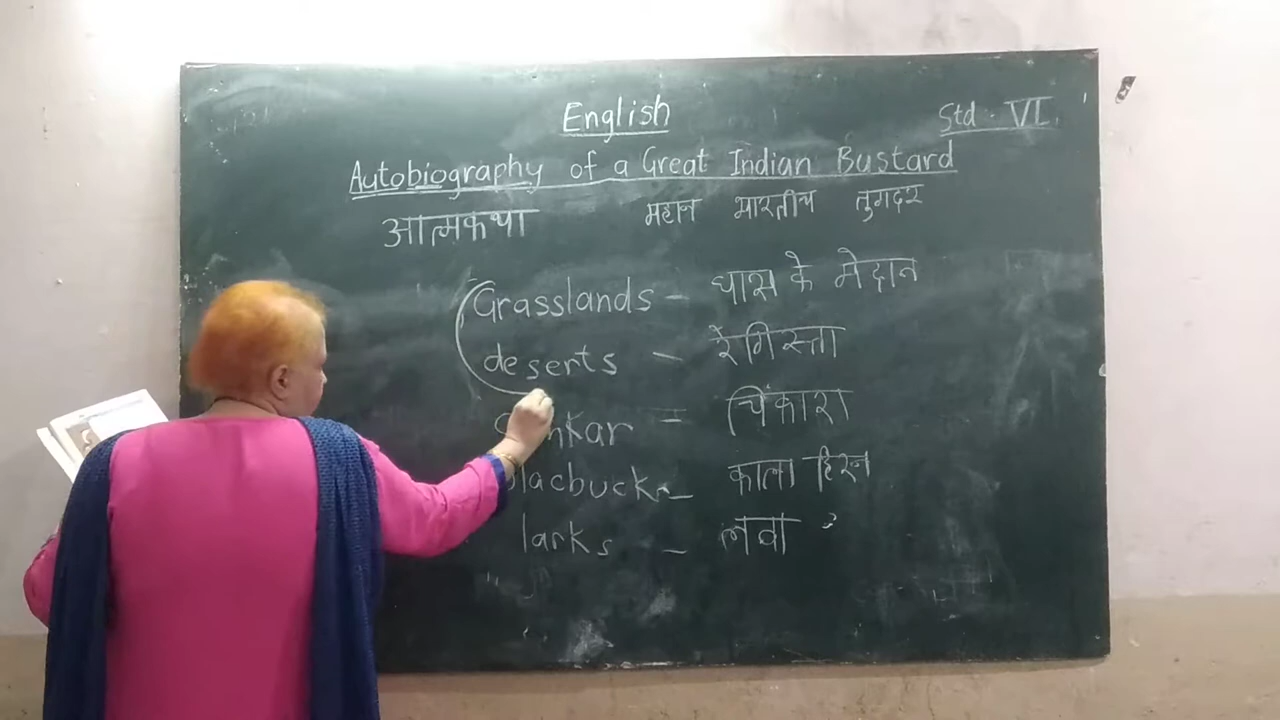 English
Std - VI
Autobiography of a Great Indian Bustard
आत्मकथा महान भारतीय तुगदर
Grasslands - घास के मैदान
deserts - रेगिस्ता
- चिंकारा
- काला हिरन
larks - लवा